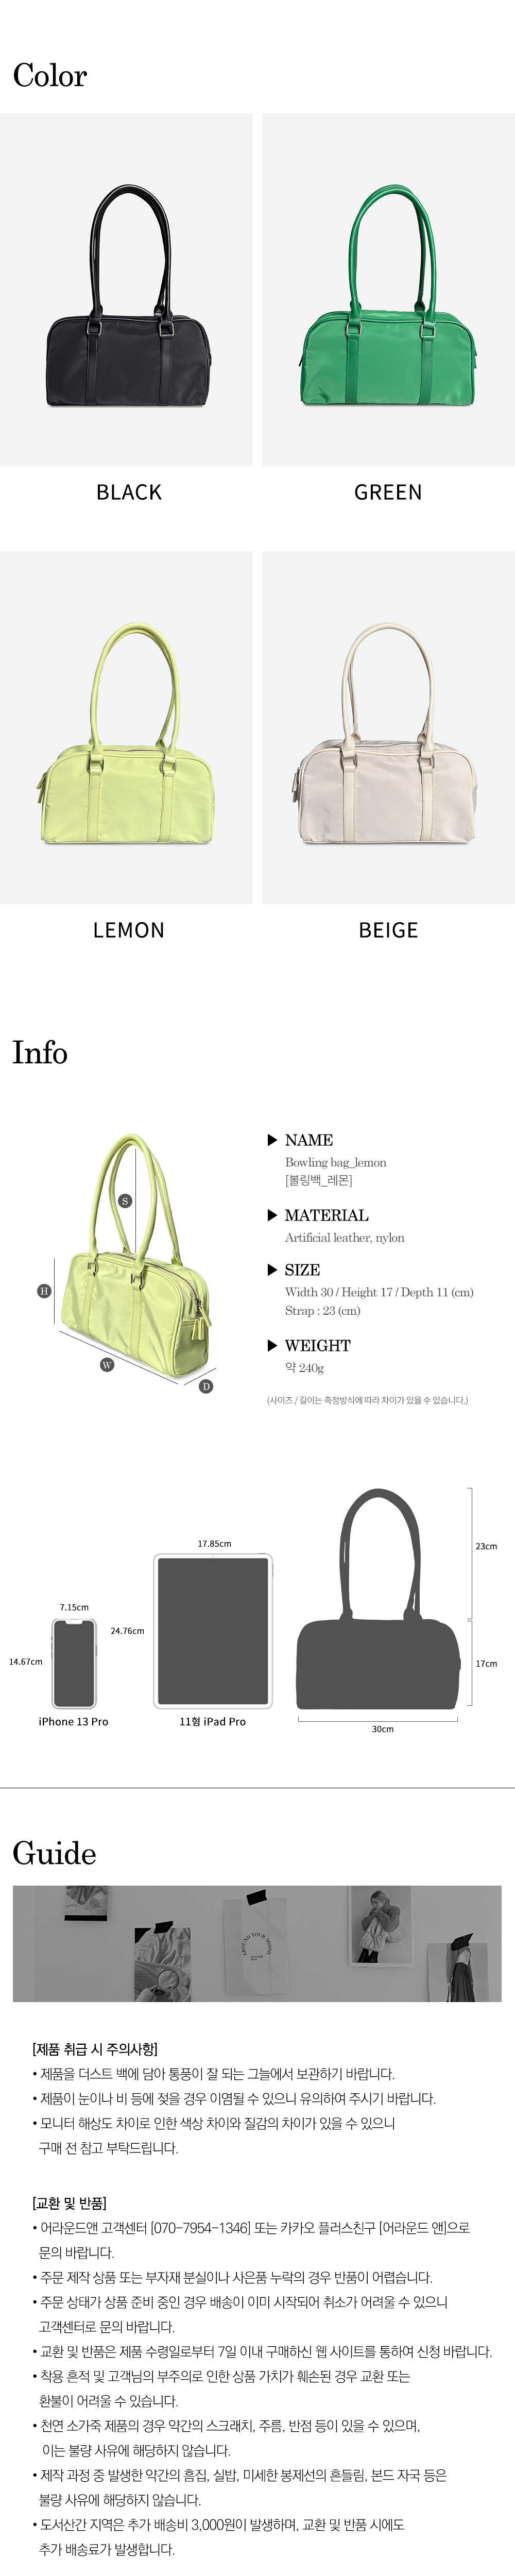 Color
BLACK
GREEN
LEMON
BEIGE
Info
S
H
W
D
▶ NAME
Bowling bag_lemon
[볼링백_레몬]
▶ MATERIAL
Artificial leather, nylon
▶ SIZE
Width 30 / Height 17 / Depth 11 (cm)
Strap : 23 (cm)
▶ WEIGHT
약 240g
(사이즈 / 길이는 측정방식에 따라 차이가 있을 수 있습니다.)
7.15cm
14.67cm
iPhone 13 Pro
17.85cm
24.76cm
11형 iPad Pro
23cm
17cm
30cm
Guide
AROUND YOUR MOOD
[제품 취급 시 주의사항]
• 제품을 더스트 백에 담아 통풍이 잘 되는 그늘에서 보관하기 바랍니다.
• 제품이 눈이나 비 등에 젖을 경우 이염될 수 있으니 유의하여 주시기 바랍니다.
• 모니터 해상도 차이로 인한 색상 차이와 질감의 차이가 있을 수 있으니
구매 전 참고 부탁드립니다.
[교환 및 반품]
• 어라운드앤 고객센터 [070-7954-1346] 또는 카카오 플러스친구 [어라운드 앤]으로
문의 바랍니다.
• 주문 제작 상품 또는 부자재 분실이나 사은품 누락의 경우 반품이 어렵습니다.
• 주문 상태가 상품 준비 중인 경우 배송이 이미 시작되어 취소가 어려울 수 있으니
고객센터로 문의 바랍니다.
• 교환 및 반품은 제품 수령일로부터 7일 이내 구매하신 웹 사이트를 통하여 신청 바랍니다.
• 착용 흔적 및 고객님의 부주의로 인한 상품 가치가 훼손된 경우 교환 또는
환불이 어려울 수 있습니다.
• 천연 소가죽 제품의 경우 약간의 스크래치, 주름, 반점 등이 있을 수 있으며,
이는 불량 사유에 해당하지 않습니다.
• 제작 과정 중 발생한 약간의 흠집, 실밥, 미세한 봉제선의 흔들림, 본드 자국 등은
불량 사유에 해당하지 않습니다.
• 도서산간 지역은 추가 배송비 3,000원이 발생하며, 교환 및 반품 시에도
추가 배송료가 발생합니다.